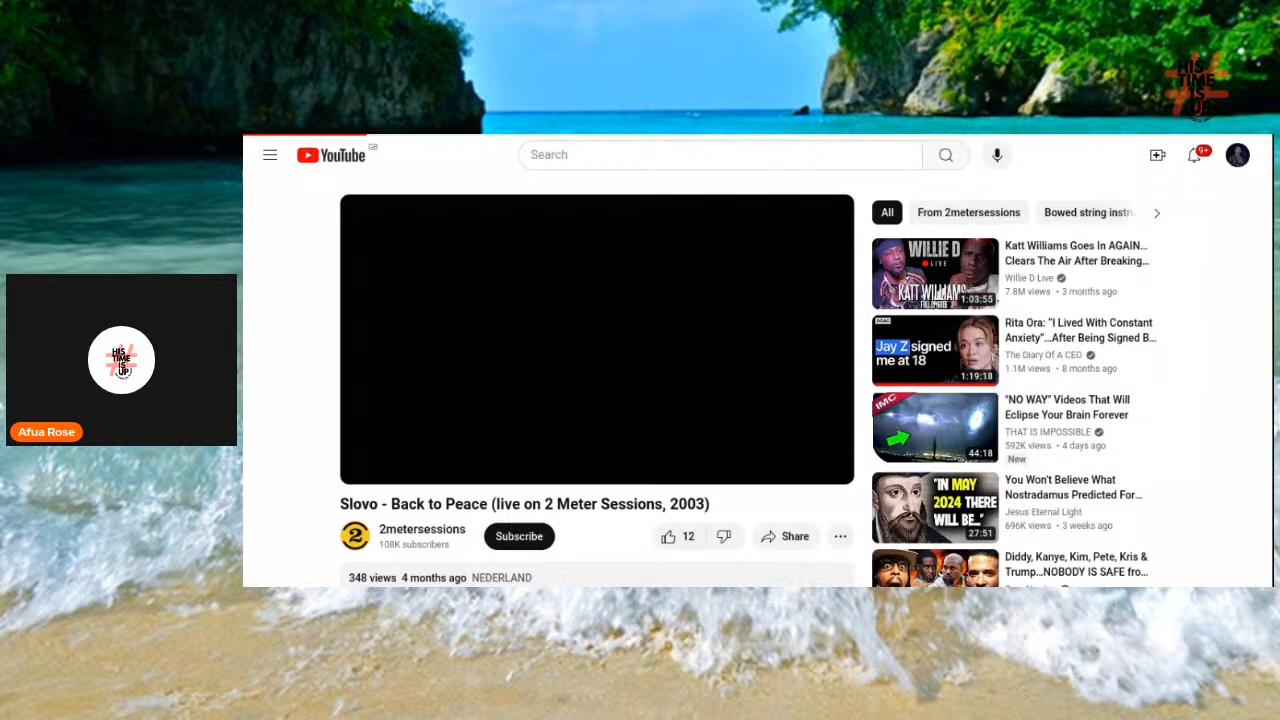 HIS
TIME
IS
UP
YouTube GB
Search
9+
All
From 2metersessions
Bowed string instru
WILLIE D
LIVE
KATT WILLIAMS
1:03:55
Katt Williams Goes In AGAIN...
Clears The Air After Breaking...
Willie D Live
7.8M views • 3 months ago
DOAC
Jay Z signed
me at 18
1:19:18
Rita Ora: “I Lived With Constant
Anxiety”...After Being Signed B...
The Diary Of A CEO
1.1M views • 8 months ago
IMC
44:18
"NO WAY" Videos That Will
Eclipse Your Brain Forever
THAT IS IMPOSSIBLE
592K views • 4 days ago
New
"IN MAY
2024 THERE
WILL BE..."
27:51
You Won't Believe What
Nostradamus Predicted For...
Jesus Eternal Light
696K views • 3 weeks ago
Diddy, Kanye, Kim, Pete, Kris &
Trump...NOBODY IS SAFE fro...
HIS
TIME
IS
UP
Afua Rose
Slovo - Back to Peace (live on 2 Meter Sessions, 2003)
2
2metersessions
108K subscribers
Subscribe
12
Share
348 views 4 months ago NEDERLAND